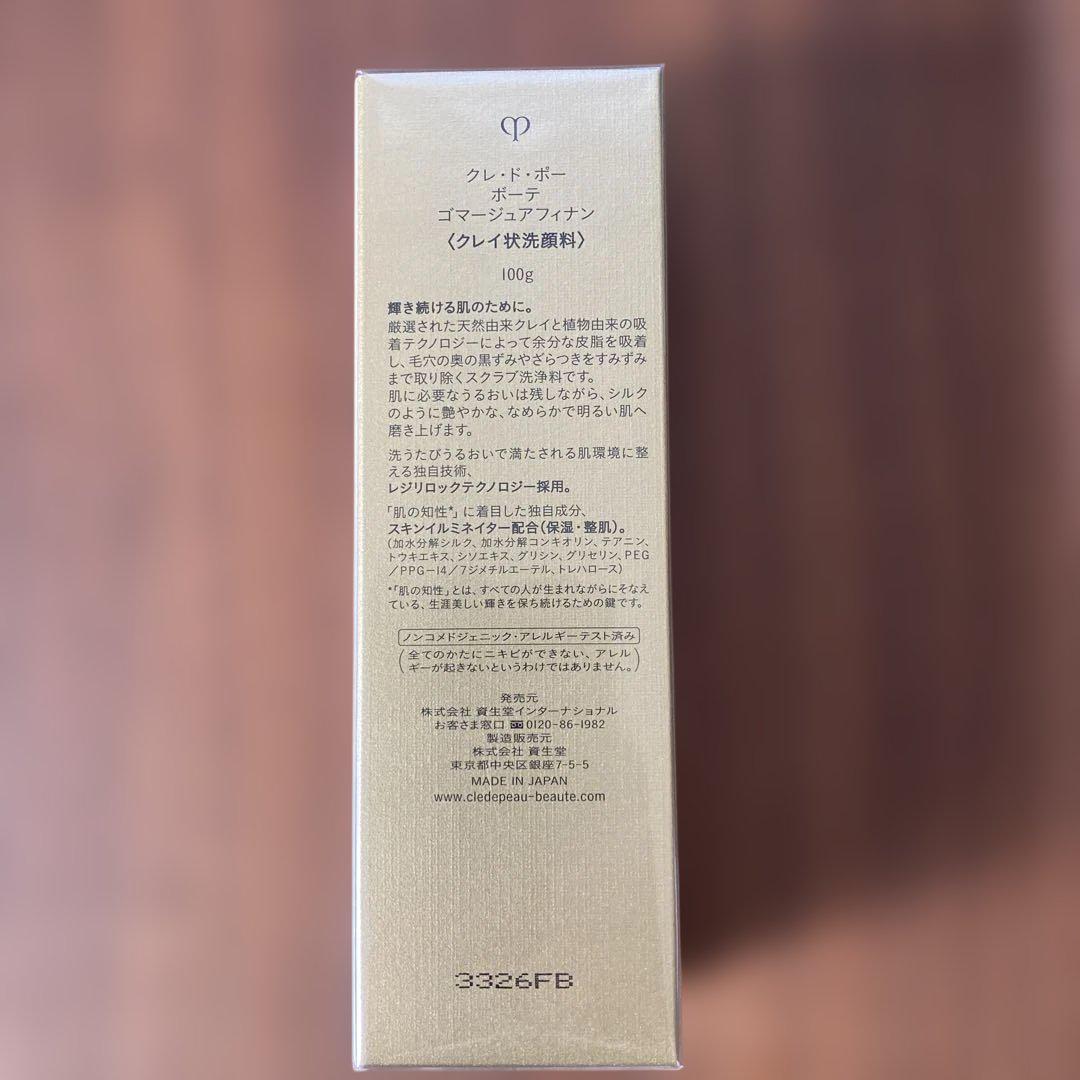 クレ・ド・ポー
ボーテ
ゴマージュアフィナン
〈クレイ状洗顔料〉
100g
輝き続ける肌のために。
厳選された天然由来クレイと植物由来の吸
着テクノロジーによって余分な皮脂を吸着
し、毛穴の奥の黒ずみやざらつきをすみずみ
まで取り除くスクラブ洗浄料です。
肌に必要なうるおいは残しながら、シルク
のように艶やかな、なめらかで明るい肌へ
磨き上げます。
洗うたびうるおいで満たされる肌環境に整
える独自技術、
レジリロックテクノロジー採用。
「肌の知性*」に着目した独自成分、
スキンイルミネイター配合(保湿・整肌)。
(加水分解シルク、加水分解コンキオリン、テアニン、
トウキエキス、シソエキス、グリシン、グリセリン、PEG
/PPG-14/7ジメチルエーテル、トレハロース)
*「肌の知性」とは、すべての人が生まれながらにそなえ
ている、生涯美しい輝きを保ち続けるための鍵です。
ノンコメドジェニック・アレルギーテスト済み
(全てのかたにニキビができない、アレル
ギーが起きないというわけではありません。)
発売元
株式会社 資生堂インターナショナル
お客さま窓口 0120-86-1982
製造販売元
株式会社 資生堂
東京都中央区銀座7-5-5
MADE IN JAPAN
www.cledepeau-beaute.com
3326FB